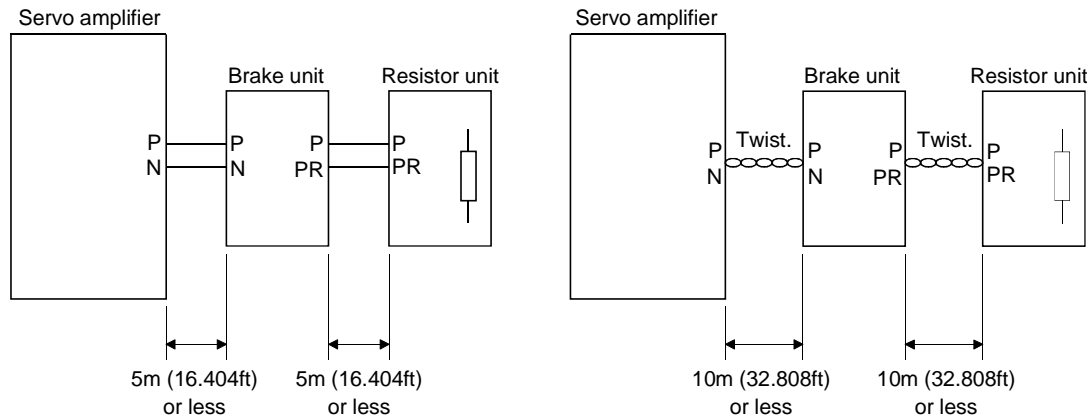 Servo amplifier
Brake unit
Resistor unit
P
N
P
N
P
PR
P
PR
5m (16.404ft)
or less
5m (16.404ft)
or less
Servo amplifier
Brake unit
Resistor unit
P
N
Twist.
P
N
P
PR
Twist.
P
PR
10m (32.808ft)
or less
10m (32.808ft)
or less